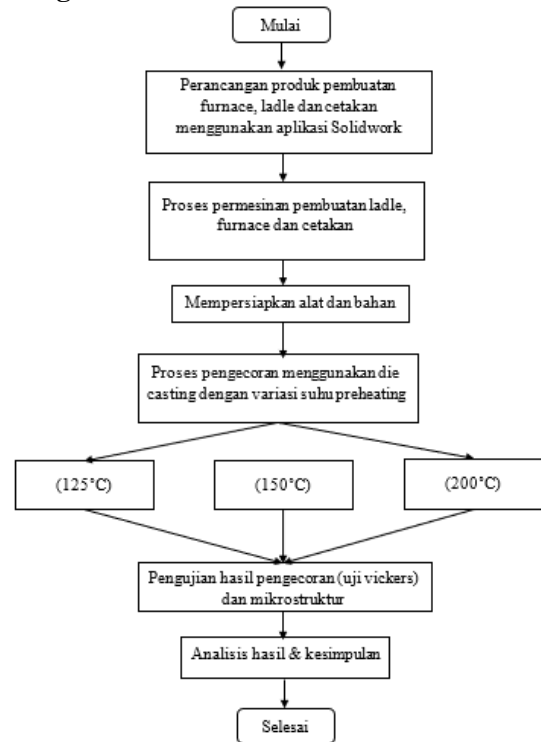 Mulai
Perancangan produk pembuatan
furnace, ladle dan cetakan
menggunakan aplikasi Solidwork
Proses permesinan pembuatan ladle,
furnace dan cetakan
Mempersiapkan alat dan bahan
Proses pengecoran menggunakan die
casting dengan variasi suhu preheating
(125°C)
(150°C)
(200°C)
Pengujian hasil pengecoran (uji vickers)
dan mikrostruktur
Analisis hasil & kesimpulan
Selesai